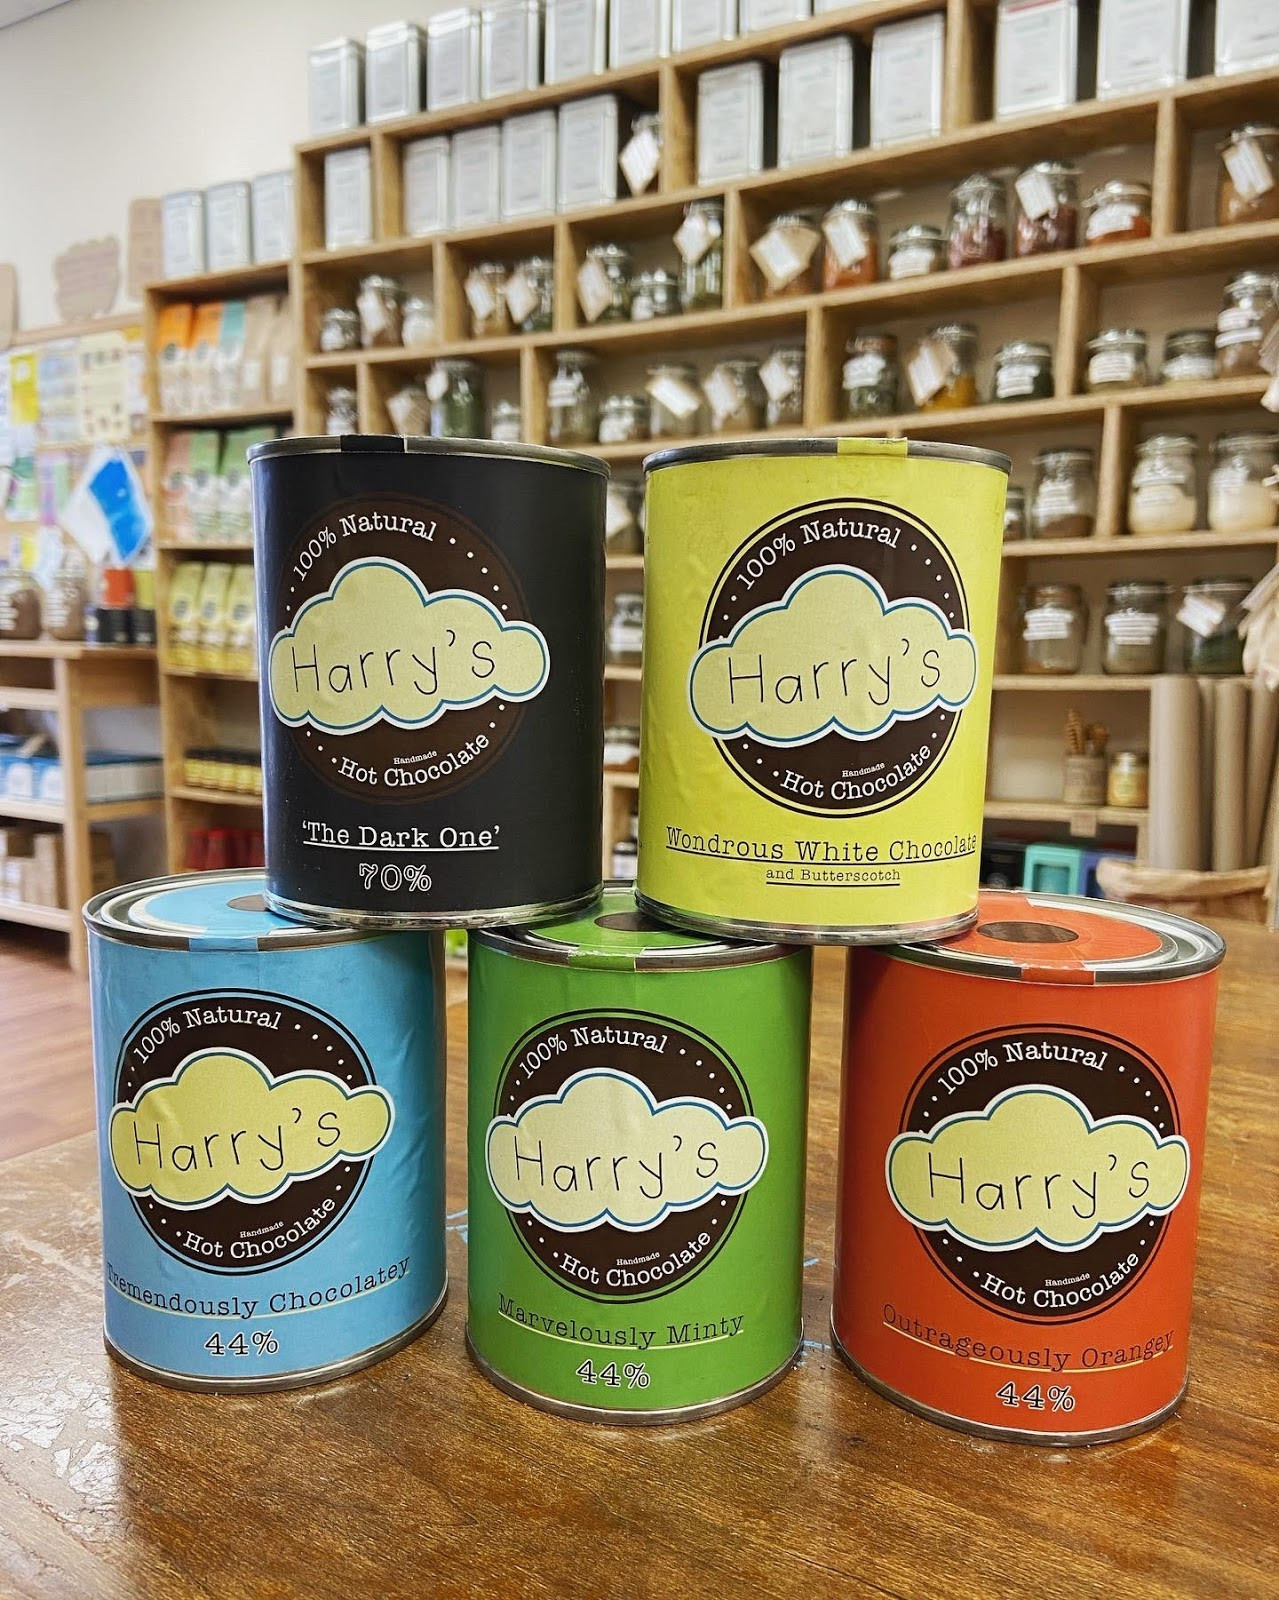 100% Natural
Harry's
Handmade
Hot Chocolate
'The Dark One'
70%
100% Natural
Harry's
Handmade
Hot Chocolate
Wondrous White Chocolate
and Butterscotch
100% Natural
Harry's
Handmade
Hot Chocolate
Tremendously Chocolatey
44%
100% Natural
Harry's
Handmade
Hot Chocolate
Marvelously Minty
44%
100% Natural
Harry's
Handmade
Hot Chocolate
Outrageously Orangey
44%